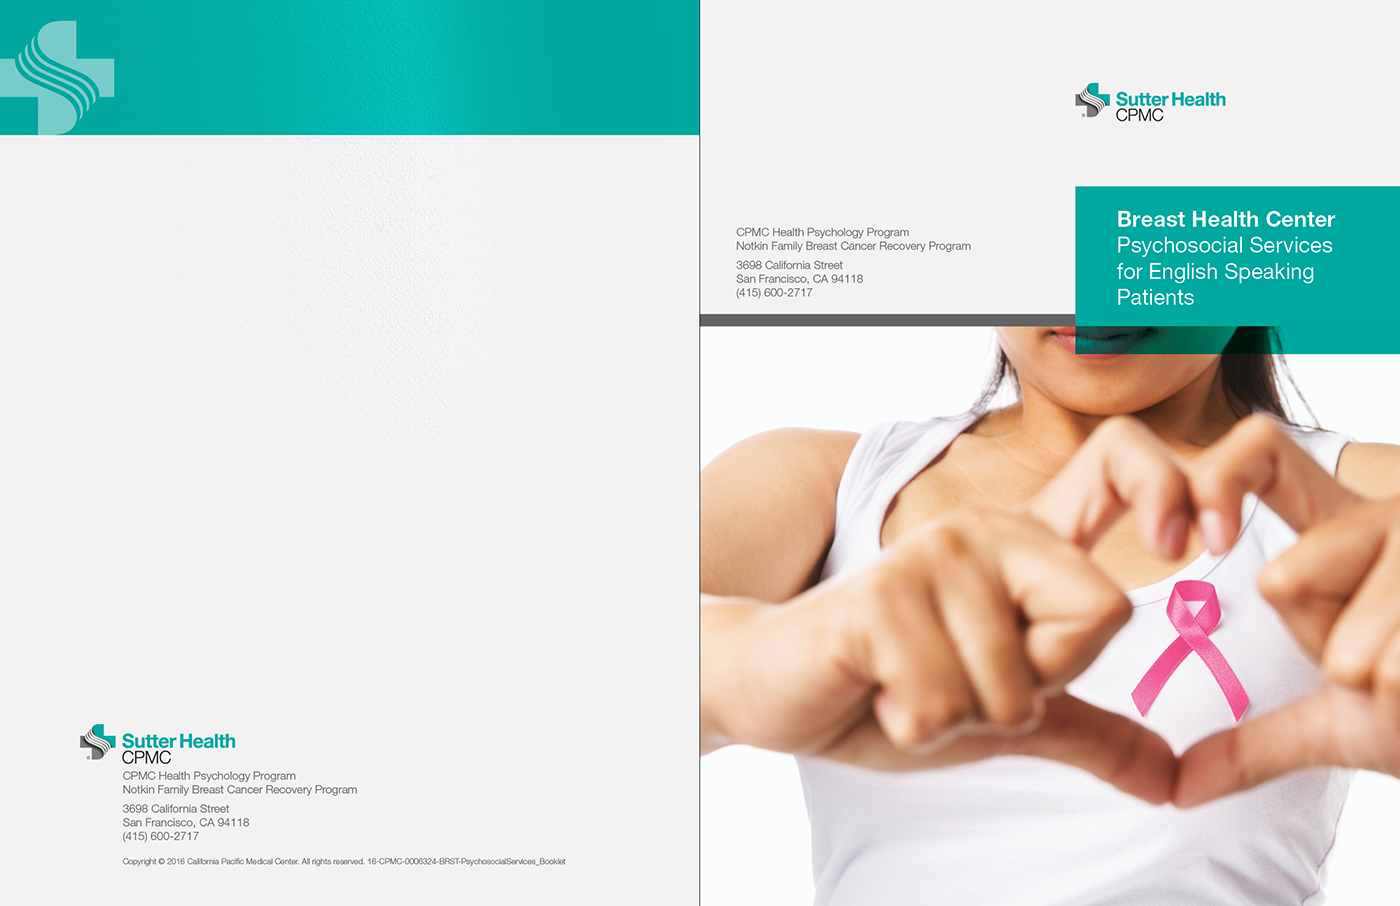 Sutter Health
CPMC
CPMC Health Psychology Program
Notkin Family Breast Cancer Recovery Program
3698 California Street
San Francisco, CA 94118
(415) 600-2717
Copyright © 2016 California Pacific Medical Center. All rights reserved. 16-CPMC-0006324-BRST-PsychosocialServices_Booklet
Sutter Health
CPMC
Breast Health Center
Psychosocial Services
for English Speaking
Patients
CPMC Health Psychology Program
Notkin Family Breast Cancer Recovery Program
3698 California Street
San Francisco, CA 94118
(415) 600-2717